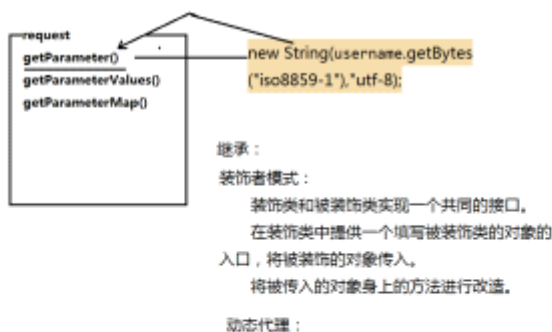 request
getParameter()
getParameterValues()
getParameterMap()
new String(username.getBytes
("iso8859-1"),"utf-8);
继承：
装饰者模式：
装饰类和被装饰类实现一个共同的接口。
在装饰类中提供一个填写被装饰类的对象的
入口，将被装饰的对象传入。
将被传入的对象身上的方法进行改造。
动态代理：